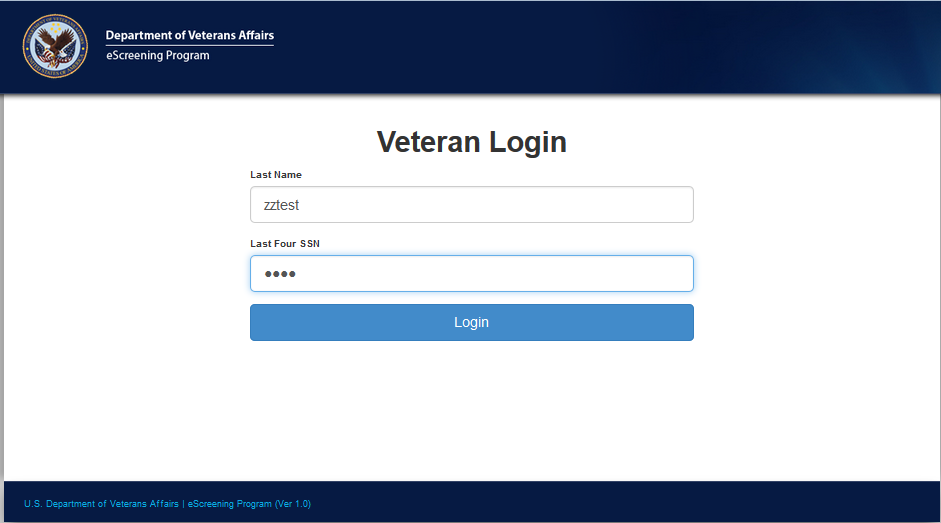 Department of Veterans Affairs
eScreening Program
Veteran Login
Last Name
zztest
Last Four SSN
••••
Login
U.S. Department of Veterans Affairs | eScreening Program (Ver 1.0)